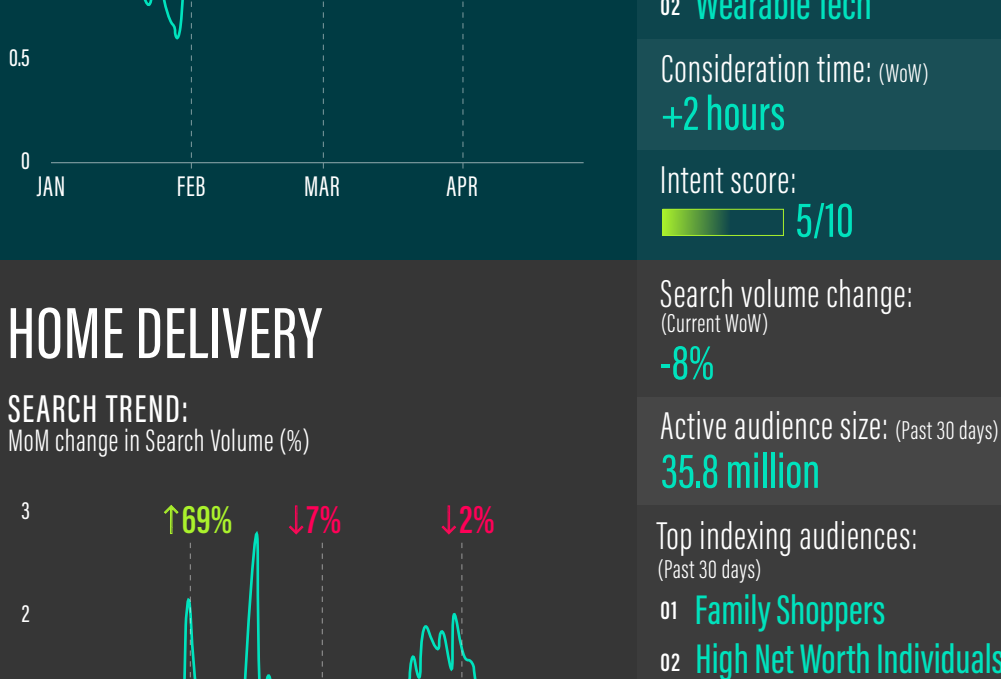 0.5
0
JAN FEB MAR APR
02 Wearable Tech
Consideration time: (WoW)
+2 hours
Intent score:
5/10
HOME DELIVERY
SEARCH TREND:
MoM change in Search Volume (%)
3
↑69% ↓7% ↓2%
2
Search volume change:
(Current WoW)
-8%
Active audience size: (Past 30 days)
35.8 million
Top indexing audiences:
(Past 30 days)
01 Family Shoppers
02 High Net Worth Individuals